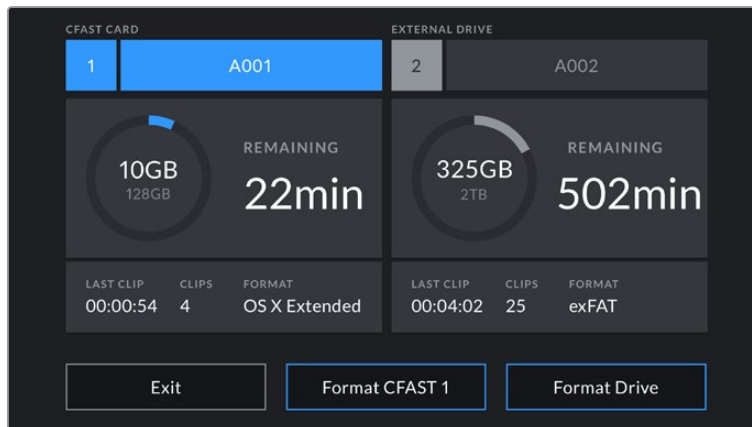 CFAST CARD
1 A001
10GB
128GB
REMAINING
22min
LAST CLIP CLIPS FORMAT
00:00:54 4 OS X Extended
EXTERNAL DRIVE
2 A002
325GB
2TB
REMAINING
502min
LAST CLIP CLIPS FORMAT
00:04:02 25 exFAT
Exit Format CFAST 1 Format Drive